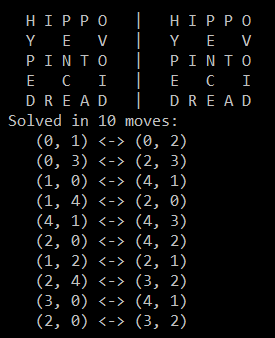 H I P P O | H I P P O
Y   E   V | Y   E   V
P I N T O | P I N T O
E   C   I | E   C   I
D R E A D | D R E A D
Solved in 10 moves:
(0, 1) <-> (0, 2)
(0, 3) <-> (2, 3)
(1, 0) <-> (4, 1)
(1, 4) <-> (2, 0)
(4, 1) <-> (4, 3)
(2, 0) <-> (4, 2)
(1, 2) <-> (2, 1)
(2, 4) <-> (3, 2)
(3, 0) <-> (4, 1)
(2, 0) <-> (3, 2)